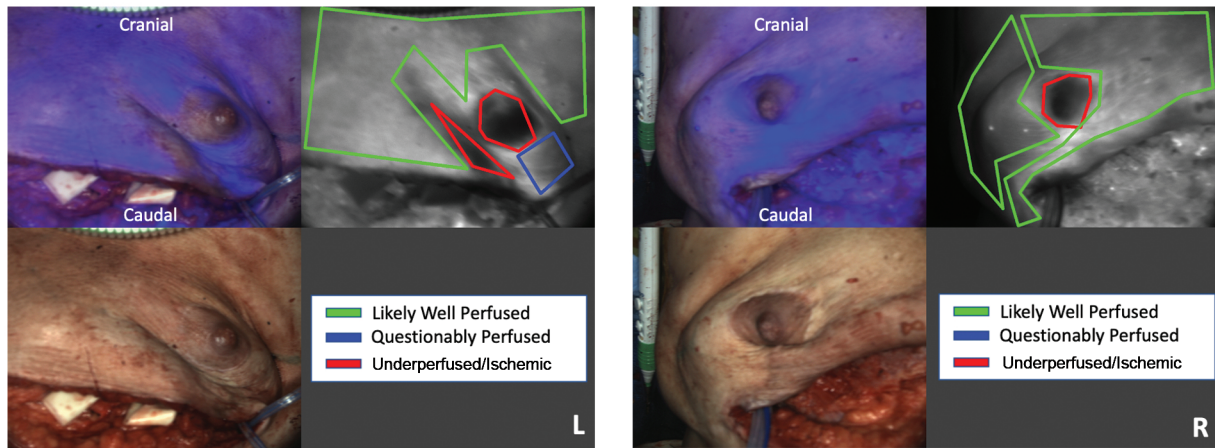 Cranial
Caudal
Likely Well Perfused
Questionably Perfused
Underperfused/Ischemic
L
Cranial
Caudal
Likely Well Perfused
Questionably Perfused
Underperfused/Ischemic
R